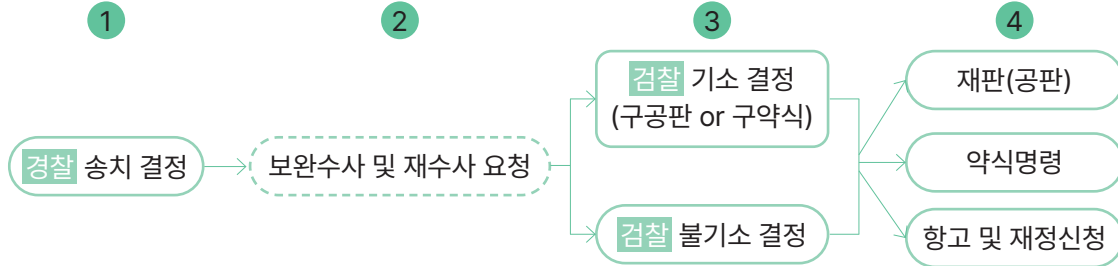 1
2
3
4
경찰 송치 결정
보완수사 및 재수사 요청
검찰 기소 결정
(구공판 or 구약식)
검찰 불기소 결정
재판(공판)
약식명령
항고 및 재정신청